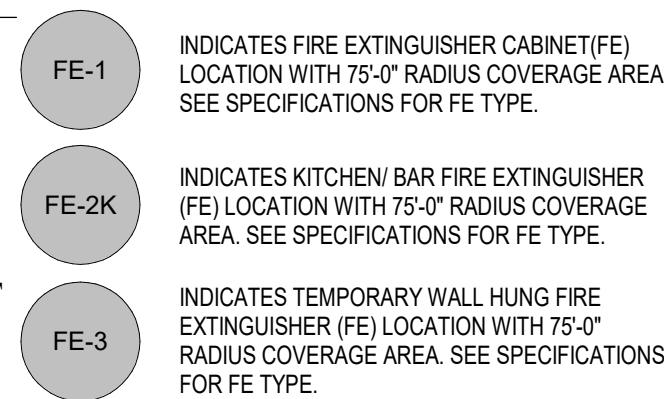 FE-1
INDICATES FIRE EXTINGUISHER CABINET(FE)
LOCATION WITH 75'-0" RADIUS COVERAGE AREA
SEE SPECIFICATIONS FOR FE TYPE.
FE-2K
INDICATES KITCHEN/ BAR FIRE EXTINGUISHER
(FE) LOCATION WITH 75'-0" RADIUS COVERAGE
AREA. SEE SPECIFICATIONS FOR FE TYPE.
FE-3
INDICATES TEMPORARY WALL HUNG FIRE
EXTINGUISHER (FE) LOCATION WITH 75'-0"
RADIUS COVERAGE AREA. SEE SPECIFICATIONS
FOR FE TYPE.